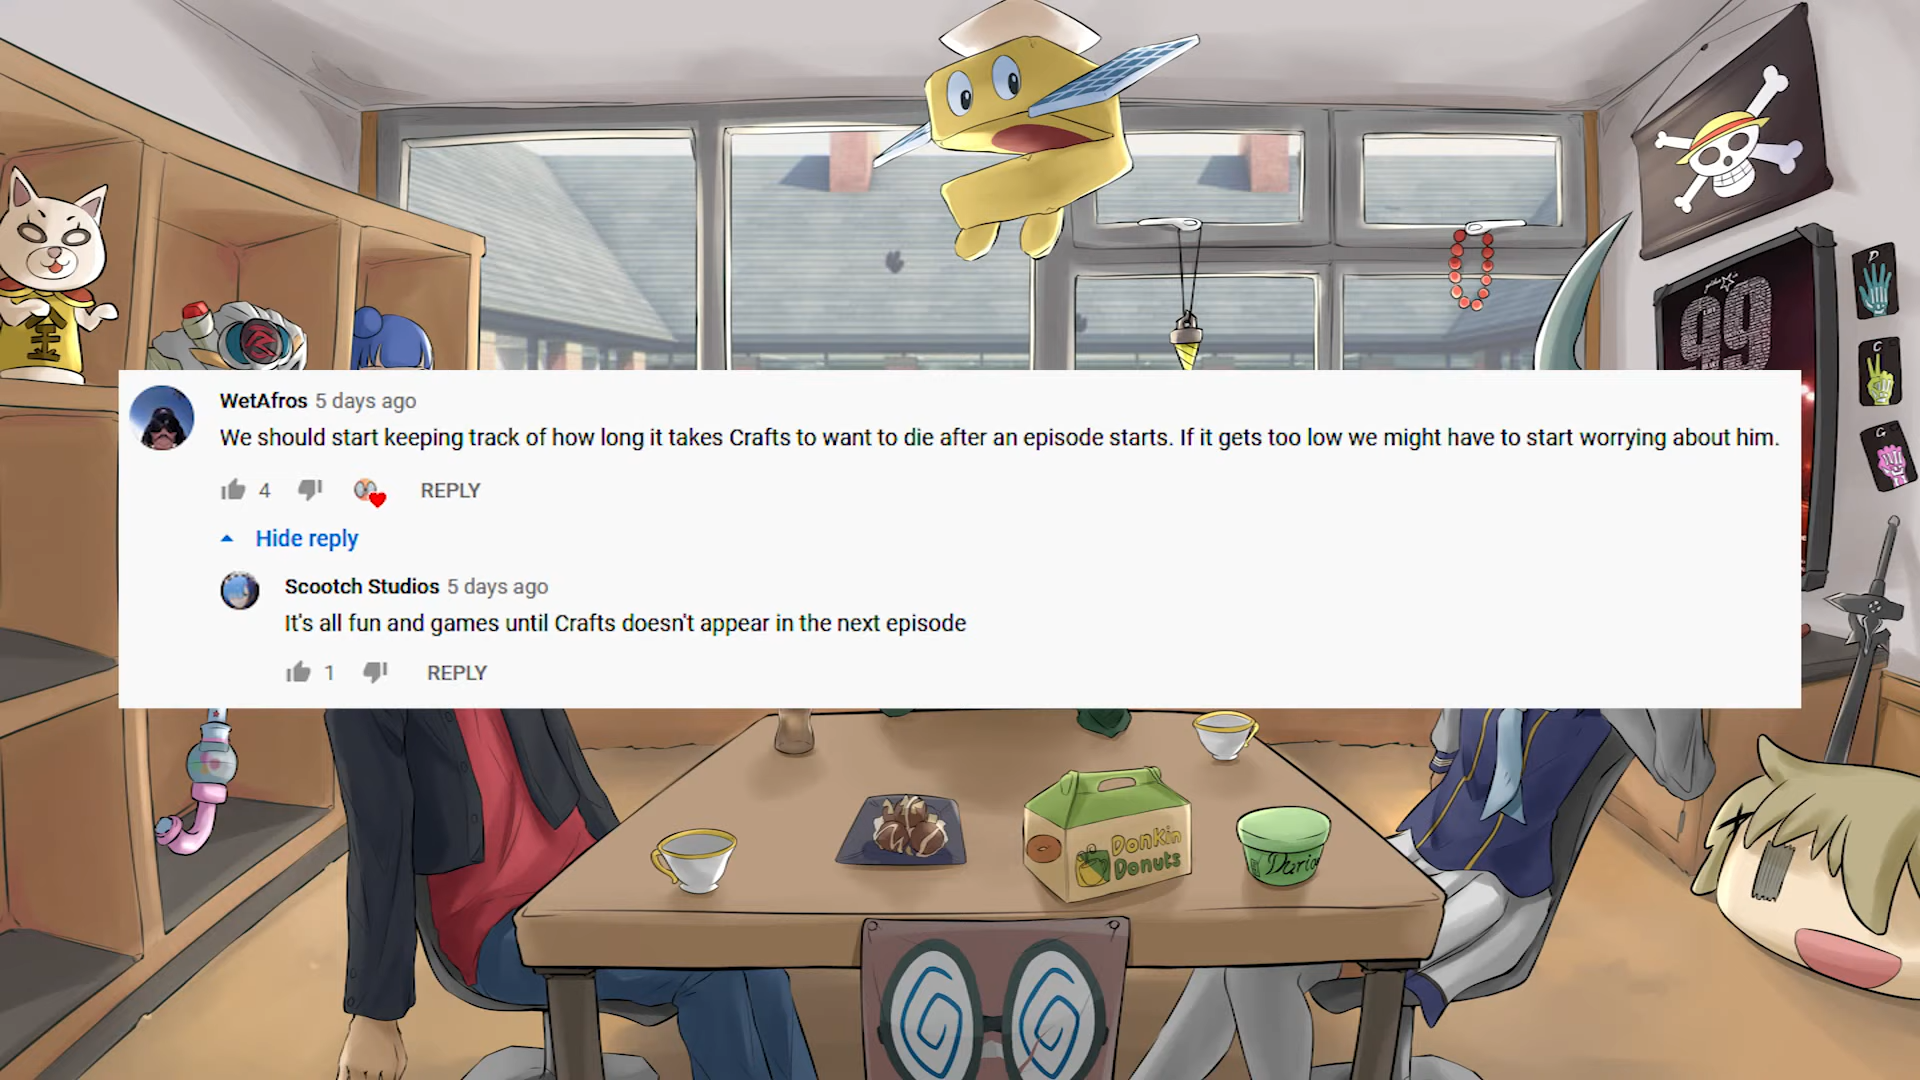 P
C
G
99
WetAfros 5 days ago
We should start keeping track of how long it takes Crafts to want to die after an episode starts. If it gets too low we might have to start worrying about him.
4 REPLY
Hide reply
Scootch Studios 5 days ago
It's all fun and games until Crafts doesn't appear in the next episode
1 REPLY
Donkin
Donuts